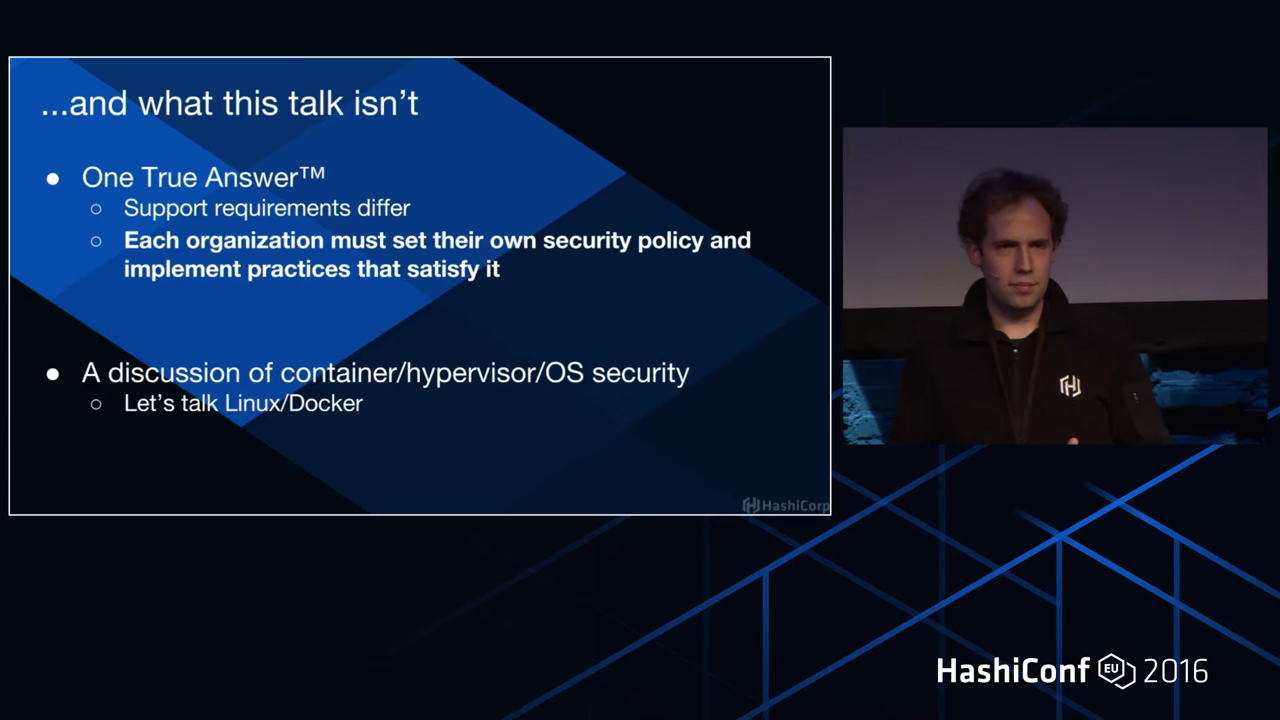 ...and what this talk isn't
● One True Answer™
○ Support requirements differ
○ Each organization must set their own security policy and
implement practices that satisfy it
● A discussion of container/hypervisor/OS security
○ Let's talk Linux/Docker
HashiCorp
HashiConf EU 2016